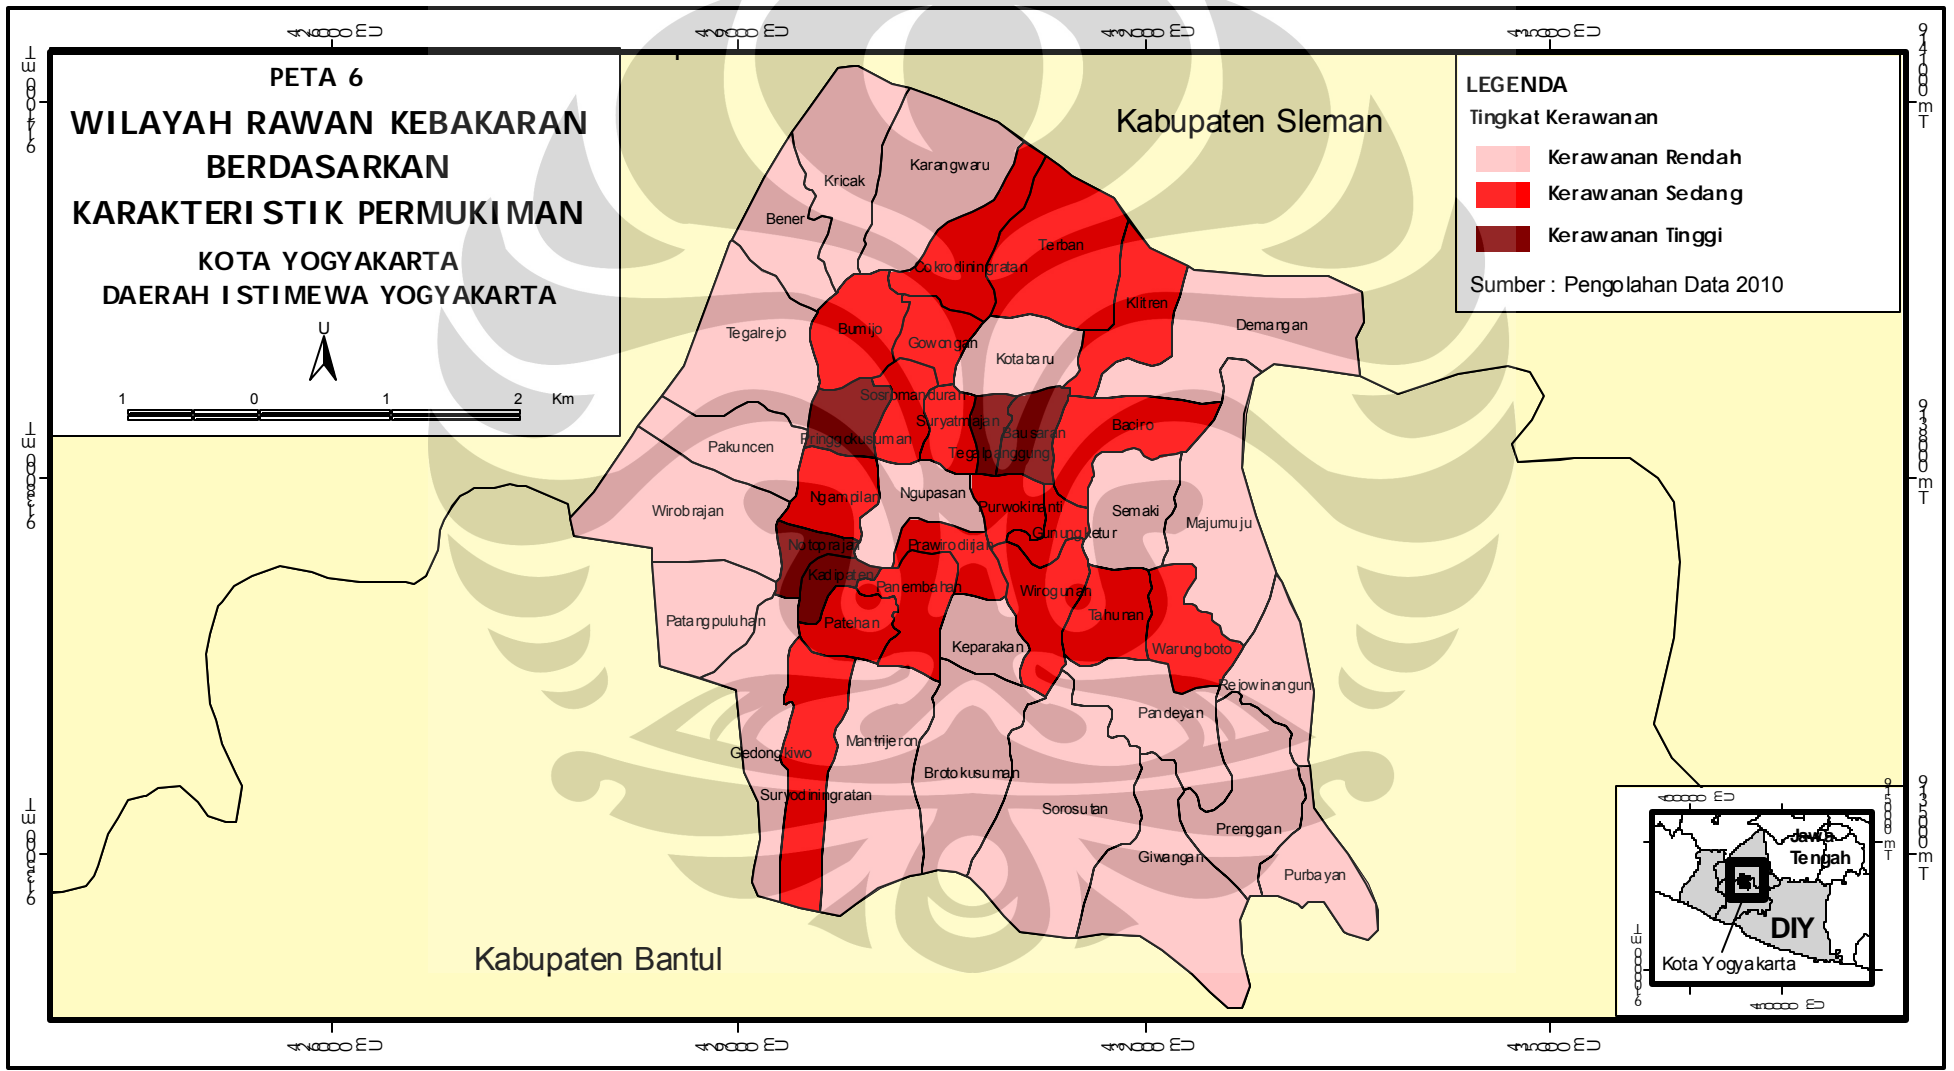 PETA 6
WILAYAH RAWAN KEBAKARAN
BERDASARKAN
KARAKTERISTIK PERMUKIMAN
KOTA YOGYAKARTA
DAERAH ISTIMEWA YOGYAKARTA
U
1 0 1 2 Km
LEGENDA
Tingkat Kerawanan
Kerawanan Rendah
Kerawanan Sedang
Kerawanan Tinggi
Sumber : Pengolahan Data 2010
Kabupaten Sleman
Karangwaru
Kricak
Bener
Terban
Cokrodiningratan
Klitren
Demangan
Tegalrejo
Bumijo
Gowongan
Kotabaru
Sosromanduran
Suryatmajan
Bausaran
Baciro
Pringgokusuman
Pakuncen
Tegalpanggung
Ngampilan
Ngupasan
Purwokinanti
Semaki
Wirobrajan
Majumuju
Gunungketur
Notoprajan
Prawirodirjan
Kadipaten
Panembahan
Wirogunan
Tahunan
Patangpuluhan
Patehan
Keparakan
Warungboto
Rejowinangun
Pandeyan
Mantrijeron
Gedongkiwo
Brotokusuman
Suryodiningratan
Sorosutan
Prenggan
Giwangan
Purbayan
Kabupaten Bantul
Jawa
Tengah
DIY
Kota Yogyakarta